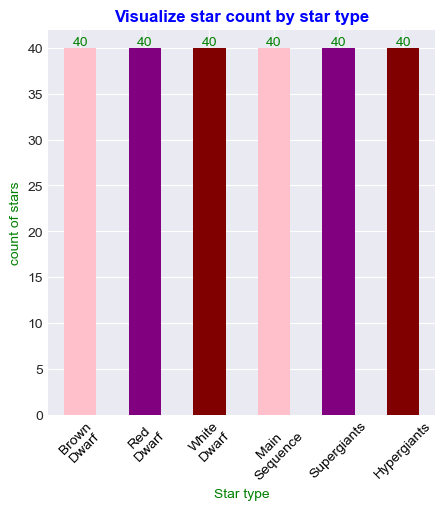 Visualize star count by star type
40 40 40 40 40 40
40
35
30
25
20
15
10
5
0
count of stars
Brown
Dwarf
Red
Dwarf
White
Dwarf
Main
Sequence
Supergiants
Hypergiants
Star type